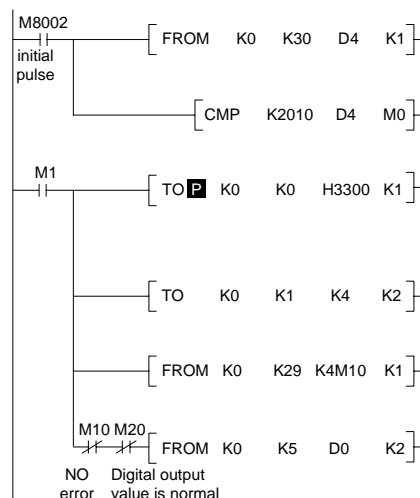 M8002
FROM K0 K30 D4 K1
initial
pulse
CMP K2010 D4 M0
M1
TO P K0 K0 H3300 K1
TO K0 K1 K4 K2
FROM K0 K29 K4M10 K1
M10 M20
FROM K0 K5 D0 K2
NO Digital output
error value is normal